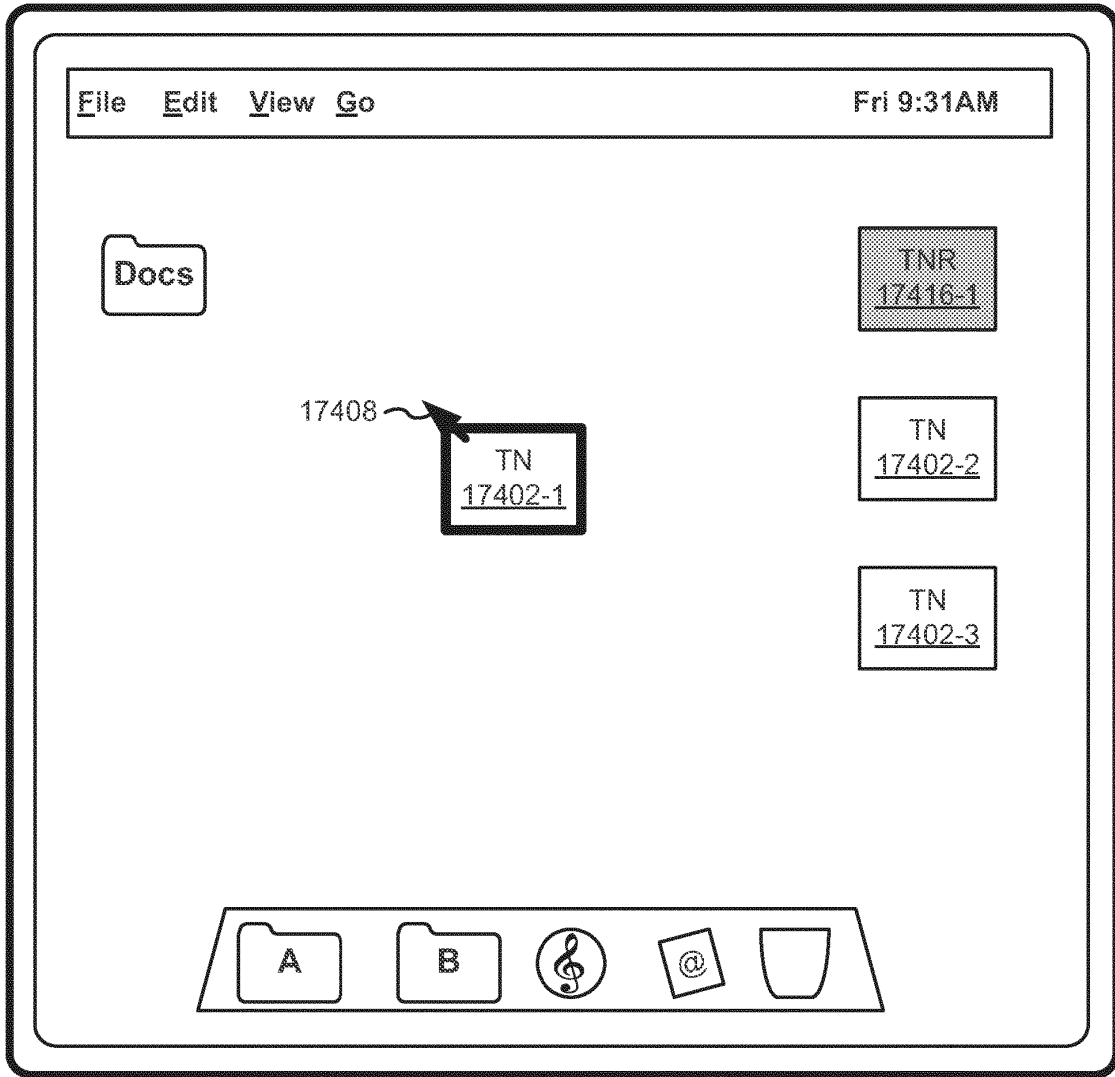 File Edit View Go Fri 9:31AM
Docs
TNR
17416-1
17408
TN
17402-1
TN
17402-2
TN
17402-3
A B @